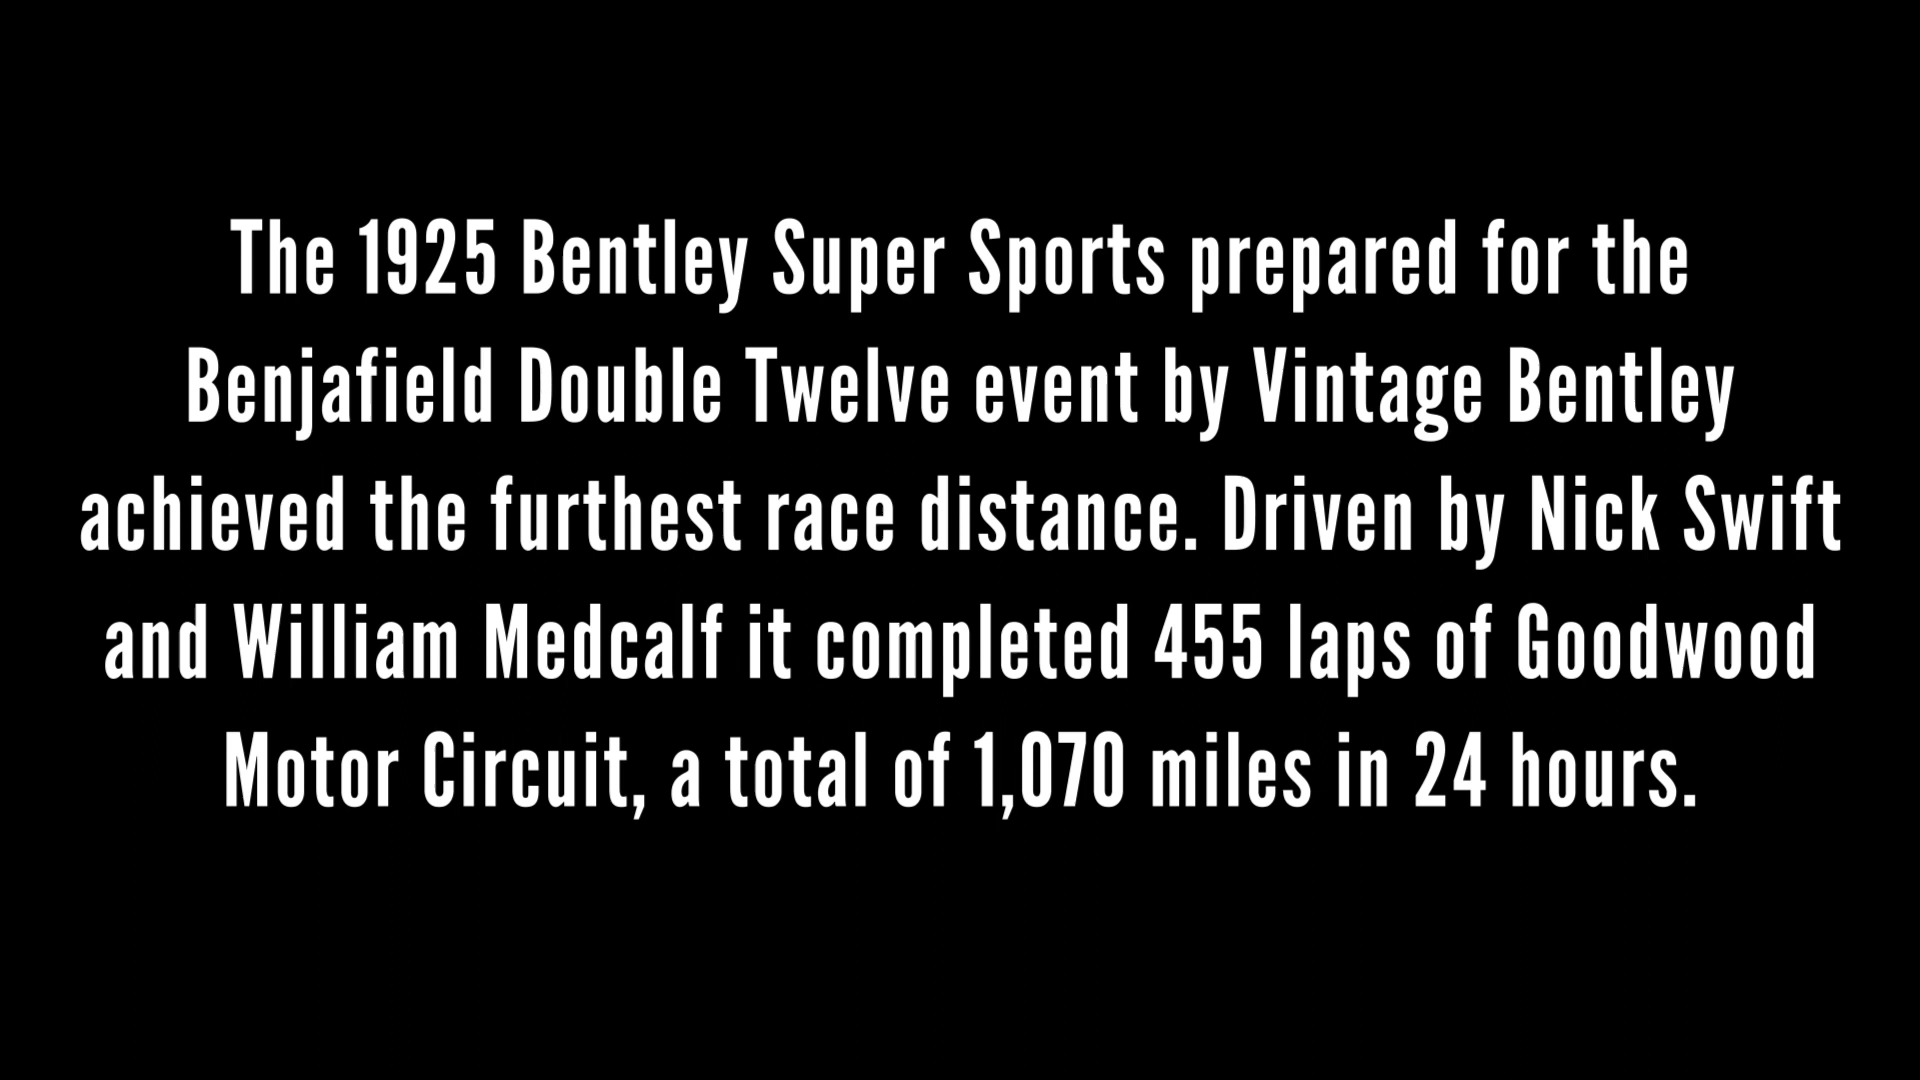 The 1925 Bentley Super Sports prepared for the
Benjafield Double Twelve event by Vintage Bentley
achieved the furthest race distance. Driven by Nick Swift
and William Medcalf it completed 455 laps of Goodwood
Motor Circuit, a total of 1,070 miles in 24 hours.